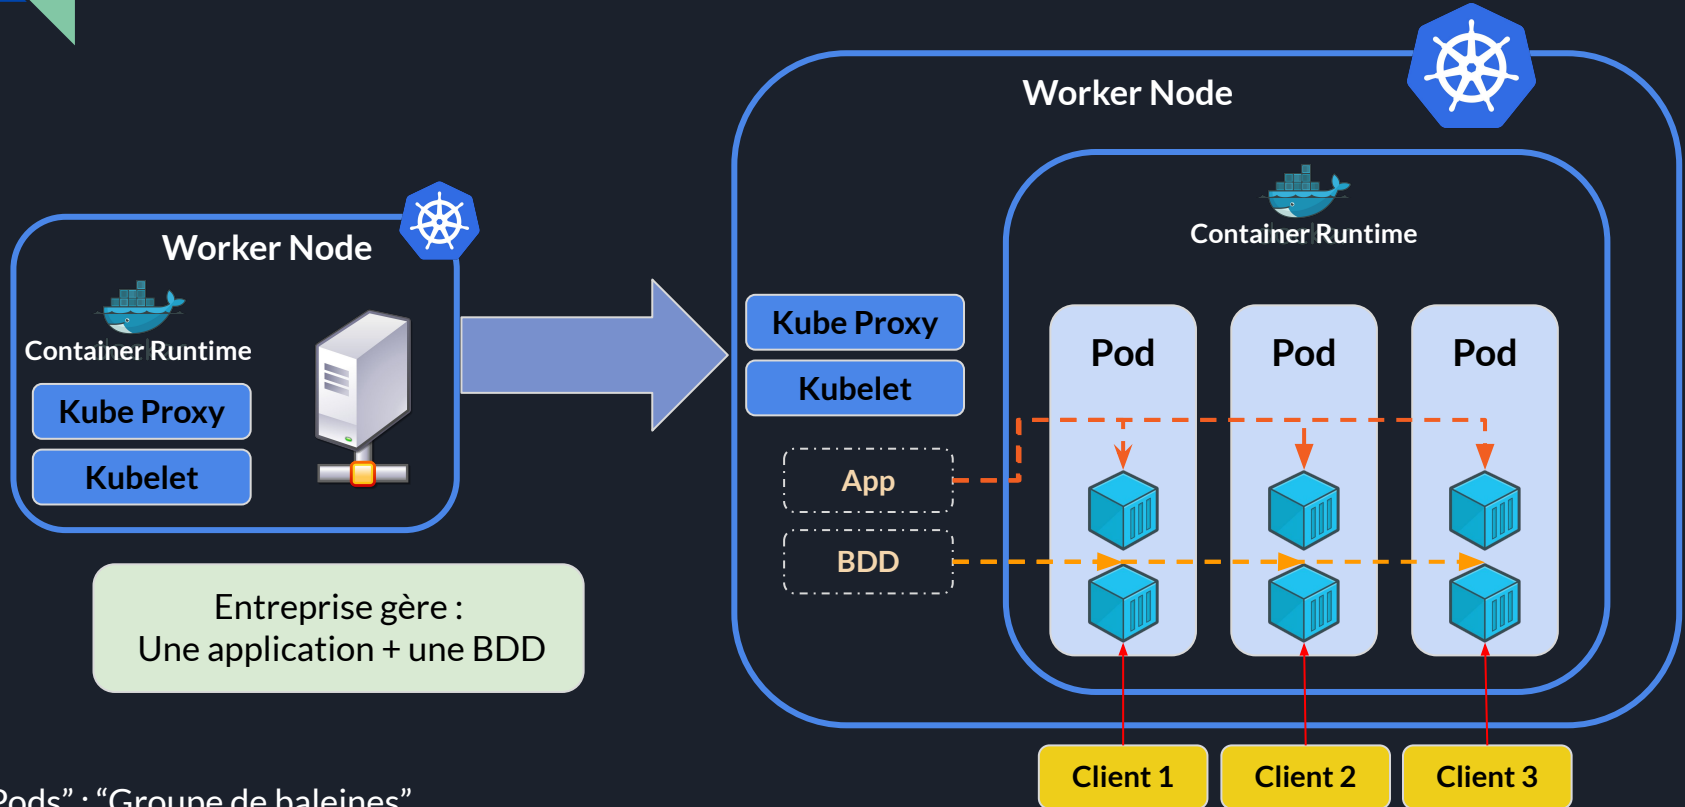 Worker Node
Container Runtime
Kube Proxy
Kubelet
Entreprise gère :
Une application + une BDD
Worker Node
Container Runtime
Kube Proxy
Kubelet
App
BDD
Pod
Pod
Pod
Client 1
Client 2
Client 3
Pods” : “Groupe de baleines”